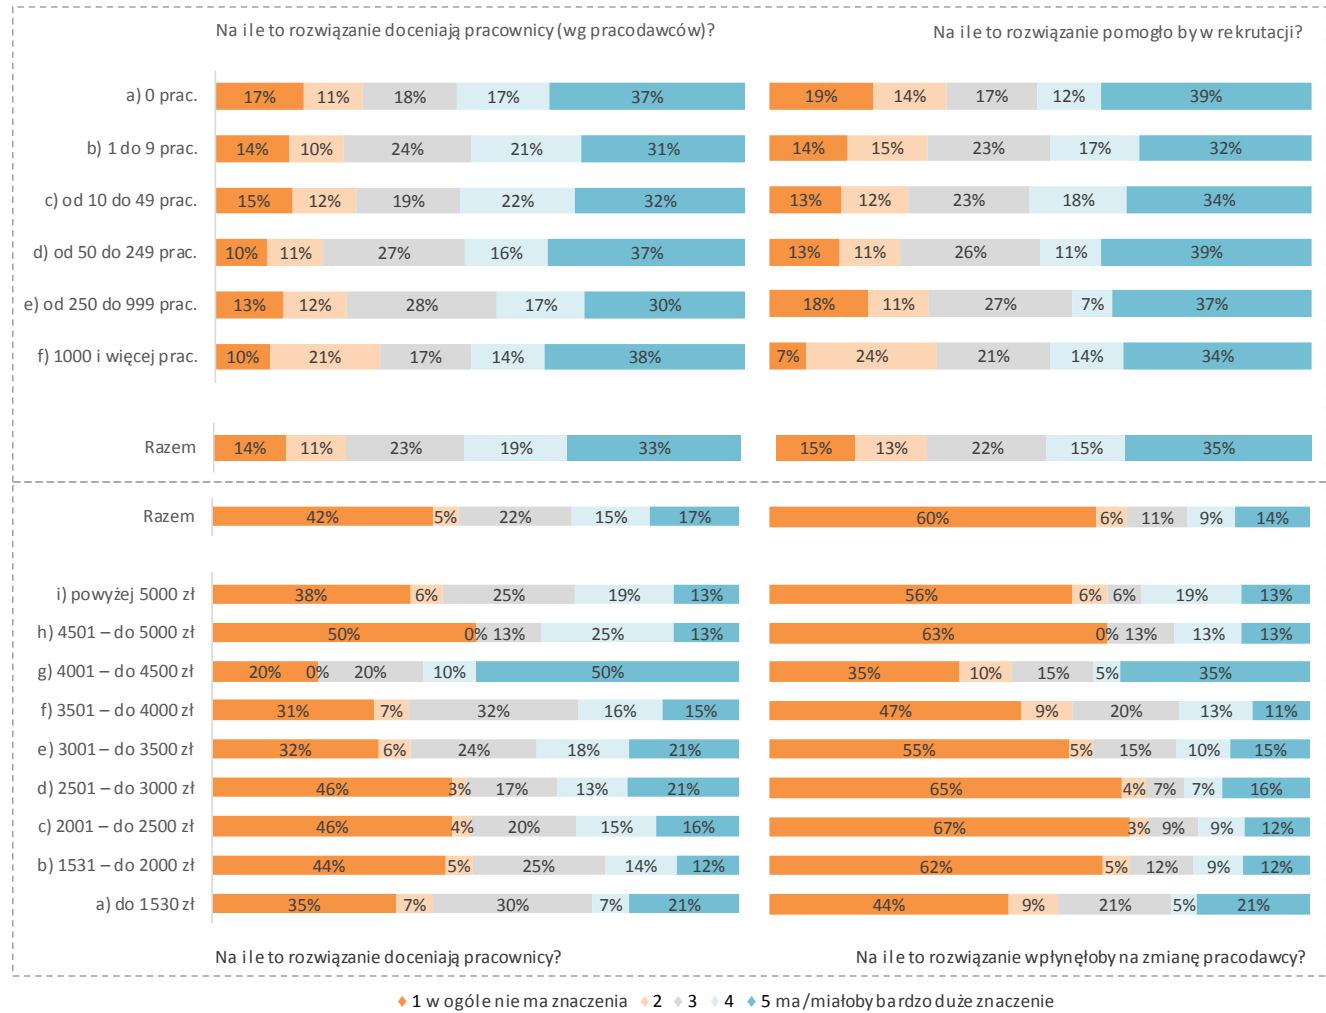 Na ile to rozwiązanie doceniają pracownicy (wg pracodawców)? Na ile to rozwiązanie pomogło by w rekrutacji?
a) 0 prac. 17% 11% 18% 17% 37% 19% 14% 17% 12% 39%
b) 1 do 9 prac. 14% 10% 24% 21% 31% 14% 15% 23% 17% 32%
c) od 10 do 49 prac. 15% 12% 19% 22% 32% 13% 12% 23% 18% 34%
d) od 50 do 249 prac. 10% 11% 27% 16% 37% 13% 11% 26% 11% 39%
e) od 250 do 999 prac. 13% 12% 28% 17% 30% 18% 11% 27% 7% 37%
f) 1000 i więcej prac. 10% 21% 17% 14% 38% 7% 24% 21% 14% 34%
Razem 14% 11% 23% 19% 33% 15% 13% 22% 15% 35%
Razem 42% 5% 22% 15% 17% 60% 6% 11% 9% 14%
i) powyżej 5000 zł 38% 6% 25% 19% 13% 56% 6% 6% 19% 13%
h) 4501 – do 5000 zł 50% 0% 13% 25% 13% 63% 0% 13% 13% 13%
g) 4001 – do 4500 zł 20% 0% 20% 10% 50% 35% 10% 15% 5% 35%
f) 3501 – do 4000 zł 31% 7% 32% 16% 15% 47% 9% 20% 13% 11%
e) 3001 – do 3500 zł 32% 6% 24% 18% 21% 55% 5% 15% 10% 15%
d) 2501 – do 3000 zł 46% 3% 17% 13% 21% 65% 4% 7% 7% 16%
c) 2001 – do 2500 zł 46% 4% 20% 15% 16% 67% 3% 9% 9% 12%
b) 1531 – do 2000 zł 44% 5% 25% 14% 12% 62% 5% 12% 9% 12%
a) do 1530 zł 35% 7% 30% 7% 21% 44% 9% 21% 5% 21%
Na ile to rozwiązanie doceniają pracownicy? Na ile to rozwiązanie wpłynęłoby na zmianę pracodawcy?
1 w ogóle nie ma znaczenia 2 3 4 5 ma/miałoby bardzo duże znaczenie